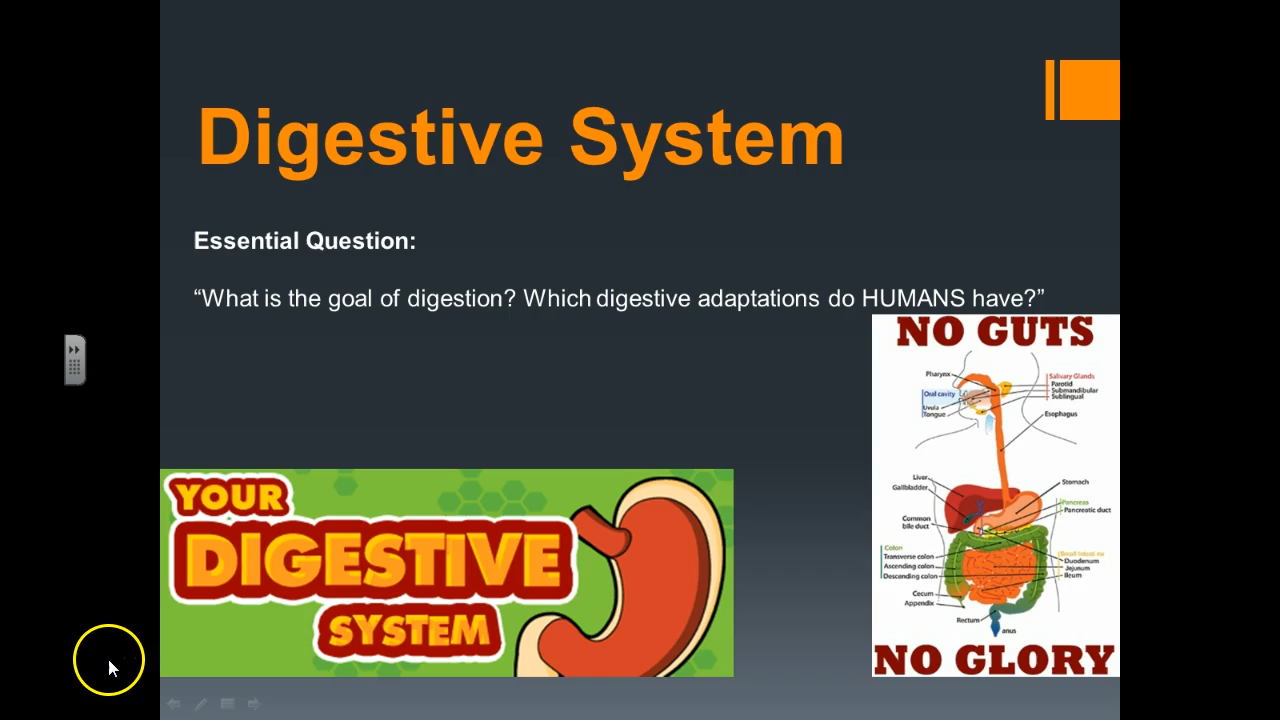 Digestive System
Essential Question:
“What is the goal of digestion? Which digestive adaptations do HUMANS have?”
NO GUTS
Pharynx
Salivary Glands
Parotid
Submandibular
Sublingual
Oral cavity
Uvula
Tongue
Esophagus
Liver
Gallbladder
Stomach
Pancreas
Pancreatic duct
Common
bile duct
Colon
Transverse colon
Ascending colon
Descending colon
Duodenum
Jejunum
Ileum
Cecum
Appendix
Rectum
anus
NO GLORY
YOUR
DIGESTIVE
SYSTEM